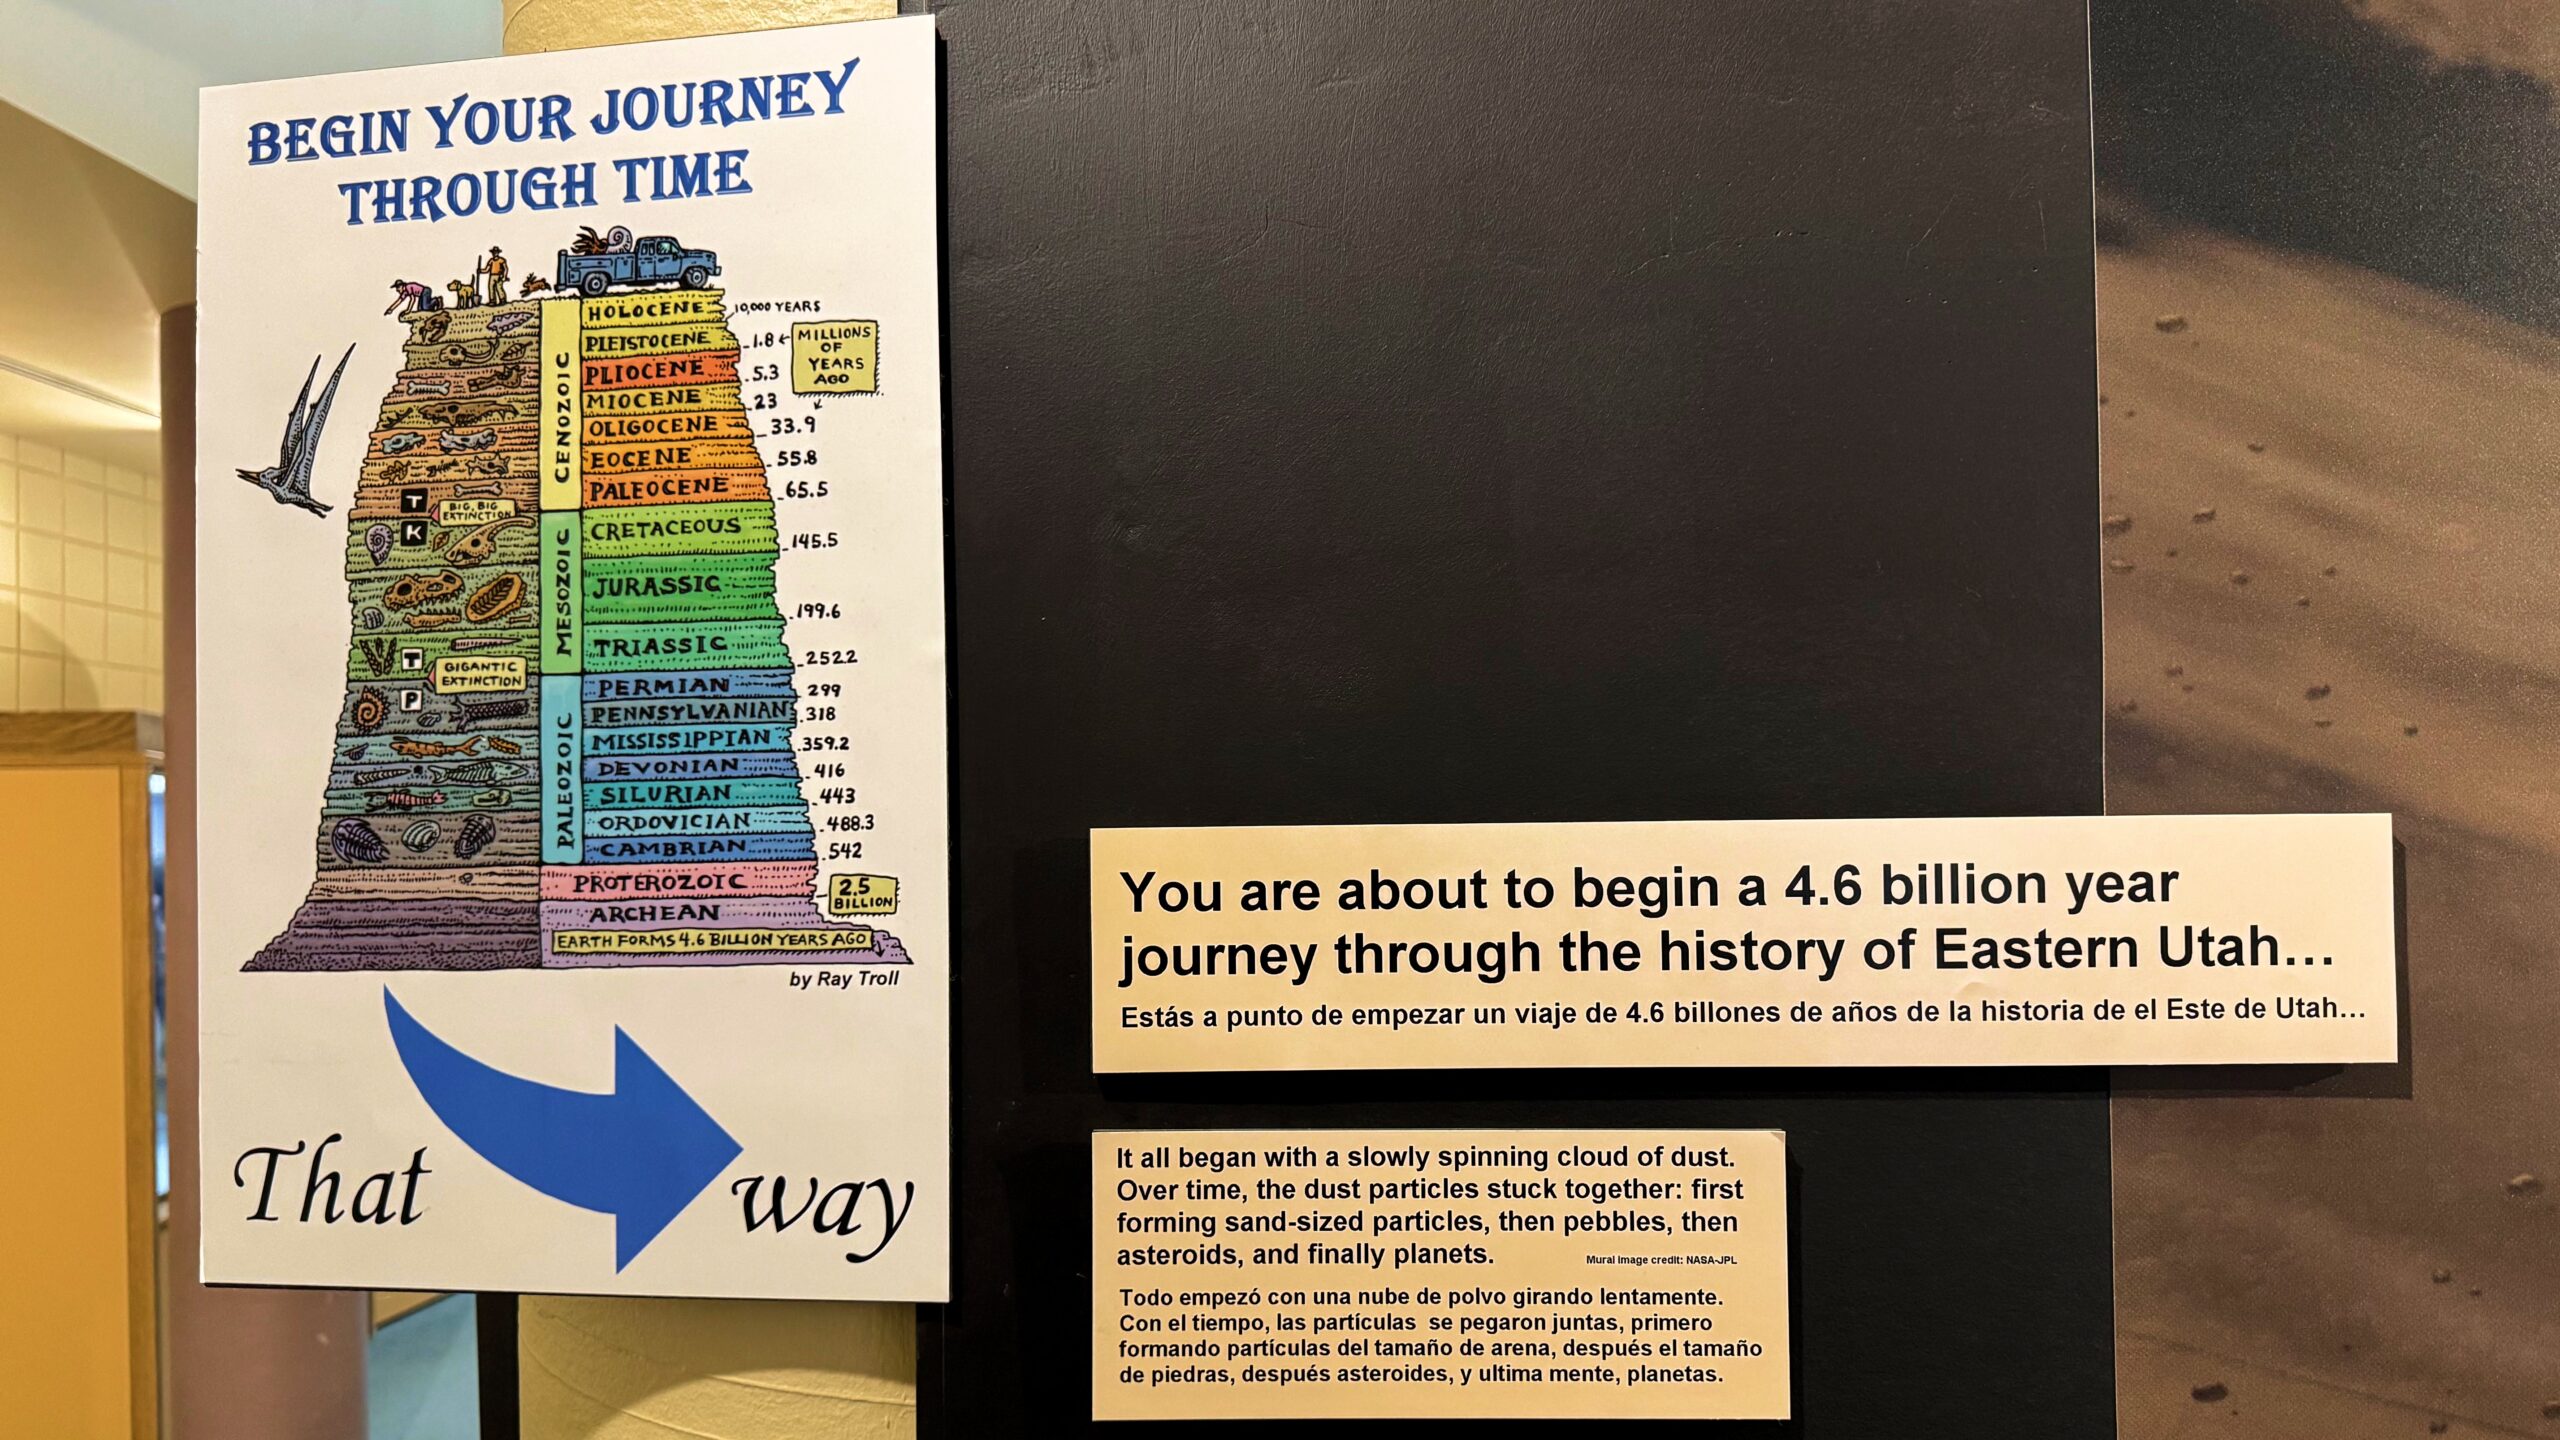 BEGIN YOUR JOURNEY
THROUGH TIME
CENOZOIC
HOLOCENE
10,000 YEARS
PLEISTOCENE
1.8
MILLIONS
OF
YEARS
AGO
PLIOCENE
5.3
MIOCENE
23
OLIGOCENE
33.9
EOCENE
55.8
PALEOCENE
65.5
T
BIG, BIG
EXTINCTION
K
MESOZOIC
CRETACEOUS
145.5
JURASSIC
199.6
TRIASSIC
252.2
T
GIGANTIC
EXTINCTION
P
PALEOZOIC
PERMIAN
299
PENNSYLVANIAN
318
MISSISSIPPIAN
359.2
DEVONIAN
416
SILURIAN
443
ORDOVICIAN
488.3
CAMBRIAN
542
PROTEROZOIC
2.5
BILLION
ARCHEAN
EARTH FORMS 4.6 BILLION YEARS AGO
by Ray Troll
That way
You are about to begin a 4.6 billion year
journey through the history of Eastern Utah...
Estás a punto de empezar un viaje de 4.6 billones de años de la historia de el Este de Utah...
It all began with a slowly spinning cloud of dust.
Over time, the dust particles stuck together: first
forming sand-sized particles, then pebbles, then
asteroids, and finally planets.
Mural image credit: NASA-JPL
Todo empezó con una nube de polvo girando lentamente.
Con el tiempo, las partículas se pegaron juntas, primero
formando partículas del tamaño de arena, después el tamaño
de piedras, después asteroides, y ultima mente, planetas.